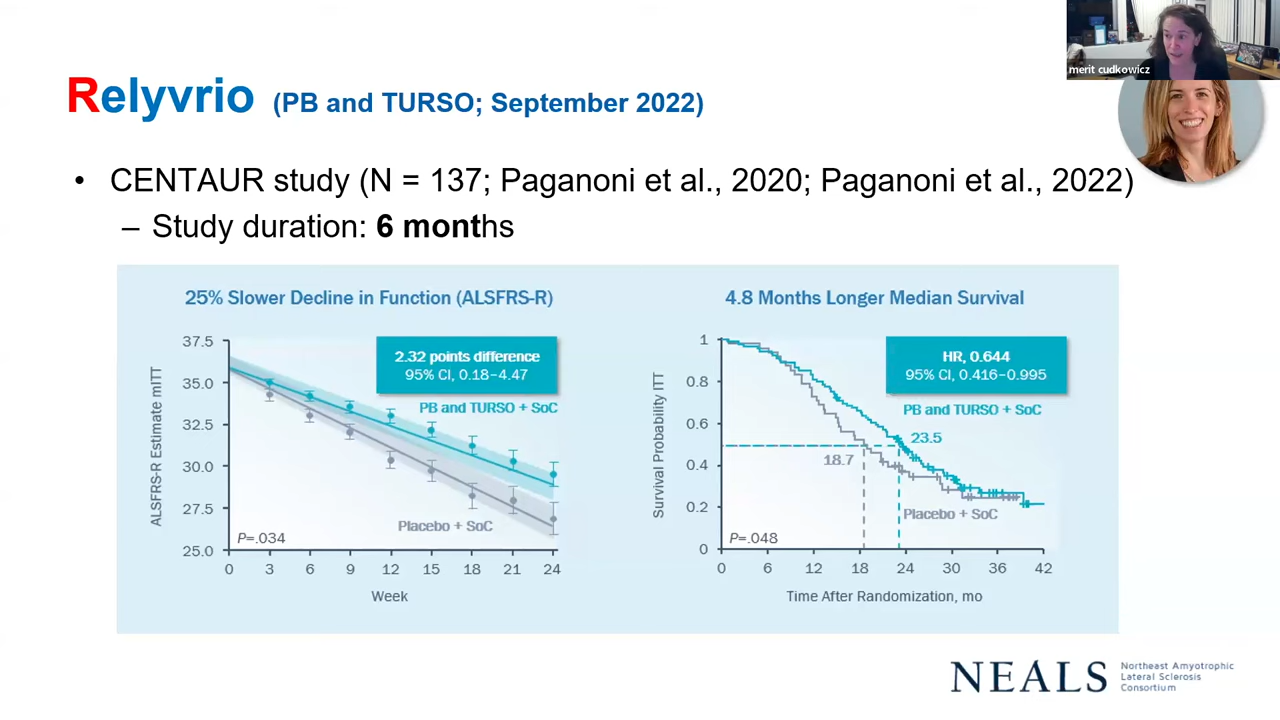 merit cudkowicz
Relyvrio (PB and TURSO; September 2022)
• CENTAUR study (N = 137; Paganoni et al., 2020; Paganoni et al., 2022)
– Study duration: 6 months
25% Slower Decline in Function (ALSFRS-R)
ALSFRS-R Estimate mITT
37.5
35.0
32.5
30.0
27.5
25.0
2.32 points difference
95% CI, 0.18–4.47
PB and TURSO + SoC
Placebo + SoC
P=.034
0 3 6 9 12 15 18 21 24
Week
4.8 Months Longer Median Survival
Survival Probability ITT
1
0.8
0.6
0.4
0.2
0
HR, 0.644
95% CI, 0.416–0.995
PB and TURSO + SoC
23.5
18.7
Placebo + SoC
P=.048
0 6 12 18 24 30 36 42
Time After Randomization, mo
NEALS
Northeast Amyotrophic
Lateral Sclerosis
Consortium